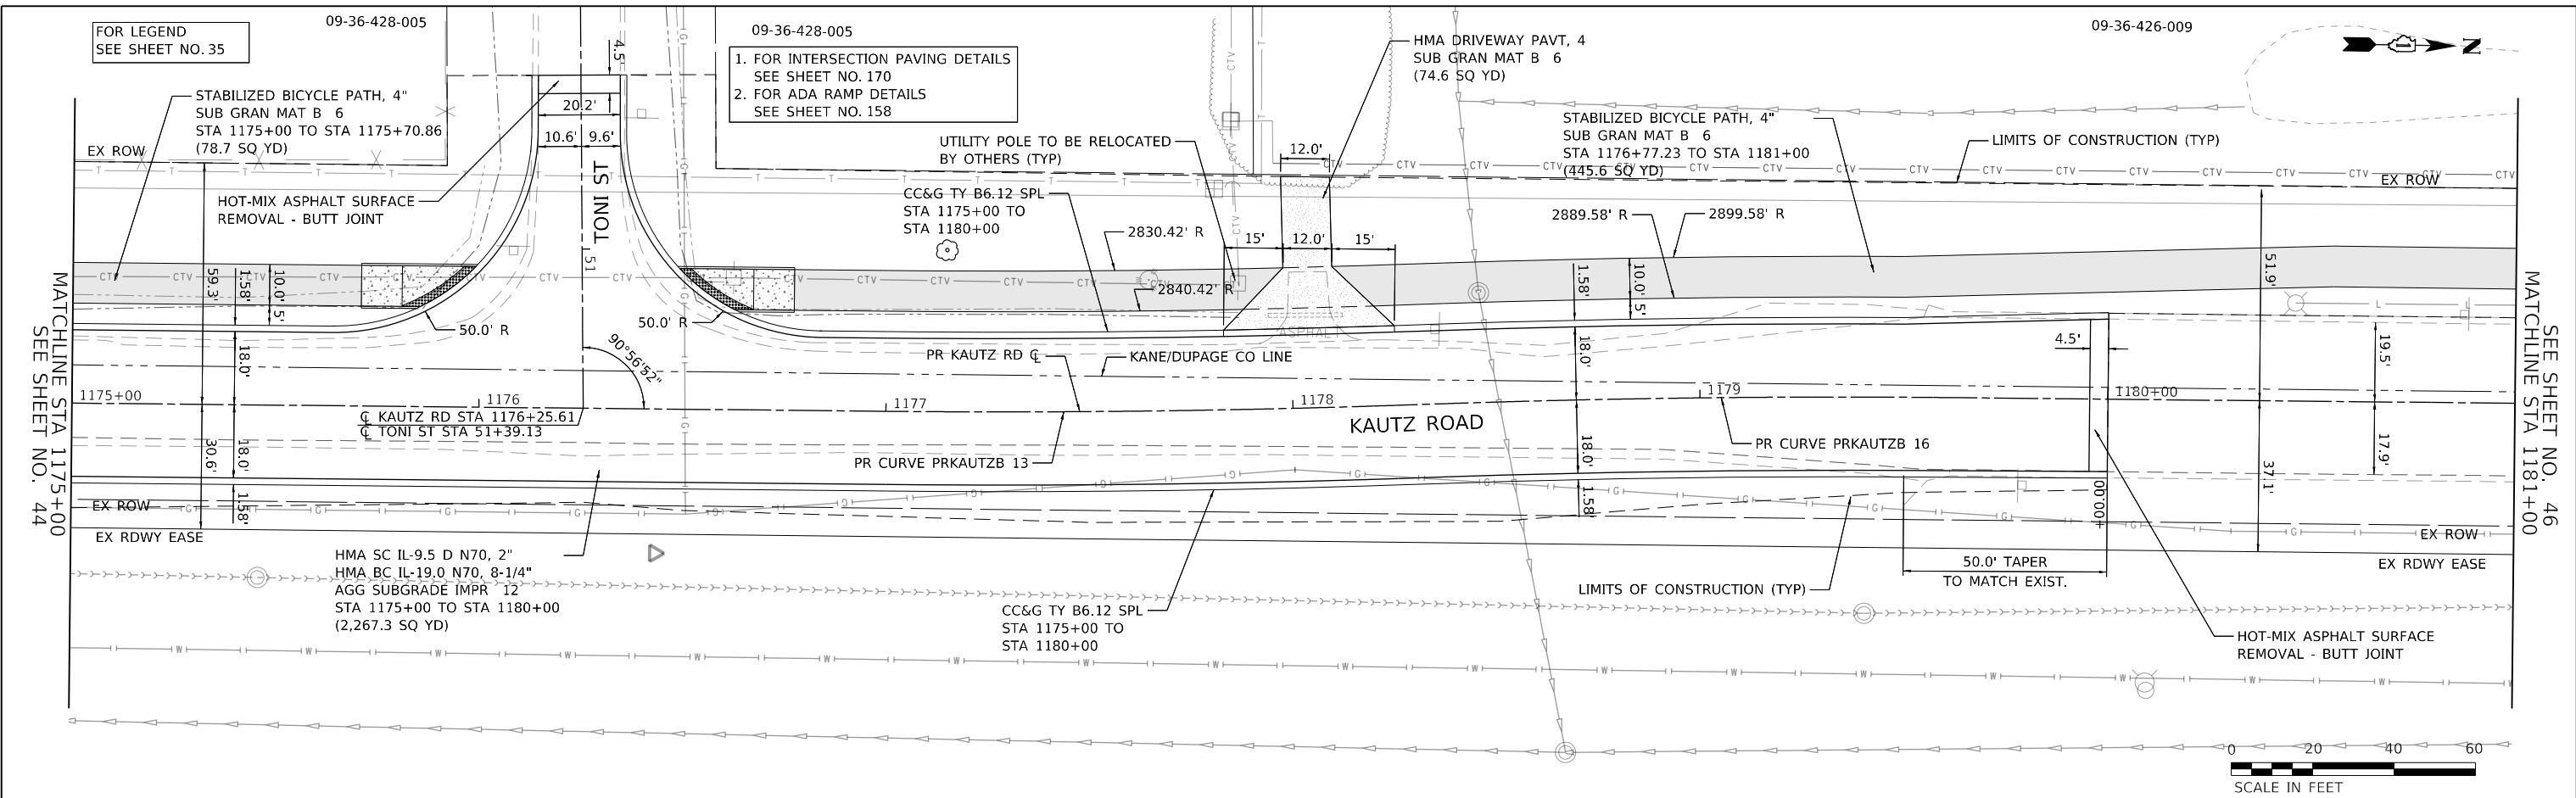 FOR LEGEND
SEE SHEET NO. 35
09-36-428-005
09-36-428-005
1. FOR INTERSECTION PAVING DETAILS
SEE SHEET NO. 170
2. FOR ADA RAMP DETAILS
SEE SHEET NO. 158
09-36-426-009
N
HMA DRIVEWAY PAVT, 4
SUB GRAN MAT B 6
(74.6 SQ YD)
STABILIZED BICYCLE PATH, 4"
SUB GRAN MAT B 6
STA 1175+00 TO STA 1175+70.86
(78.7 SQ YD)
4.5'
20.2'
10.6'
9.6'
TONI ST
51
EX ROW
HOT-MIX ASPHALT SURFACE
REMOVAL - BUTT JOINT
UTILITY POLE TO BE RELOCATED
BY OTHERS (TYP)
CC&G TY B6.12 SPL
STA 1175+00 TO
STA 1180+00
12.0'
STABILIZED BICYCLE PATH, 4"
SUB GRAN MAT B 6
STA 1176+77.23 TO STA 1181+00
(445.6 SQ YD)
LIMITS OF CONSTRUCTION (TYP)
EX ROW
2830.42' R
2840.42' R
2889.58' R
2899.58' R
15'
12.0'
15'
ASPHAL
59.3'
1.58'
10.0'
5'
1.58'
10.0'
5'
51.9'
50.0' R
50.0' R
90°56'52"
18.0'
18.0'
4.5'
19.5'
PR KAUTZ RD ℄
KANE/DUPAGE CO LINE
1175+00
1176
1177
1178
1179
1180+00
℄ KAUTZ RD STA 1176+25.61
℄ TONI ST STA 51+39.13
KAUTZ ROAD
PR CURVE PRKAUTZB 13
PR CURVE PRKAUTZB 16
30.6'
18.0'
1.58'
18.0'
1.58'
17.9'
37.1'
+00.00
EX ROW
EX RDWY EASE
EX ROW
EX RDWY EASE
HMA SC IL-9.5 D N70, 2"
HMA BC IL-19.0 N70, 8-1/4"
AGG SUBGRADE IMPR 12
STA 1175+00 TO STA 1180+00
(2,267.3 SQ YD)
CC&G TY B6.12 SPL
STA 1175+00 TO
STA 1180+00
LIMITS OF CONSTRUCTION (TYP)
50.0' TAPER
TO MATCH EXIST.
HOT-MIX ASPHALT SURFACE
REMOVAL - BUTT JOINT
MATCHLINE STA 1175+00
SEE SHEET NO. 44
SEE SHEET NO. 46
MATCHLINE STA 1181+00
0 20 40 60
SCALE IN FEET